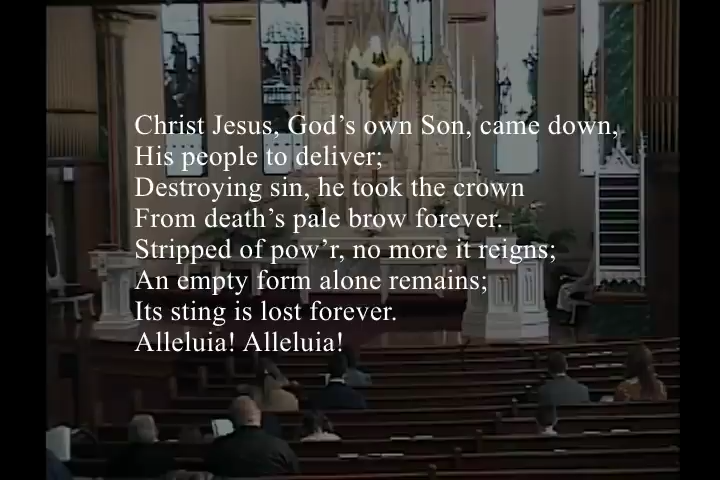 Christ Jesus, God’s own Son, came down,
His people to deliver;
Destroying sin, he took the crown
From death’s pale brow forever.
Stripped of pow’r, no more it reigns;
An empty form alone remains;
Its sting is lost forever.
Alleluia! Alleluia!